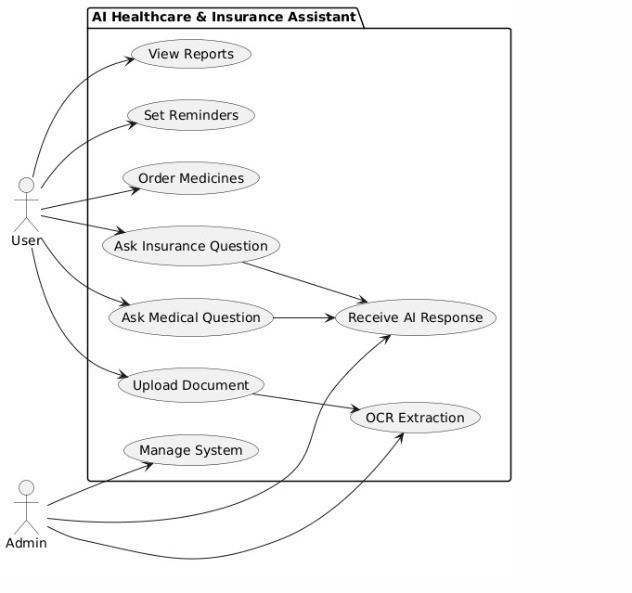 AI Healthcare & Insurance Assistant
View Reports
Set Reminders
Order Medicines
User
Ask Insurance Question
Ask Medical Question
Receive AI Response
Upload Document
OCR Extraction
Manage System
Admin